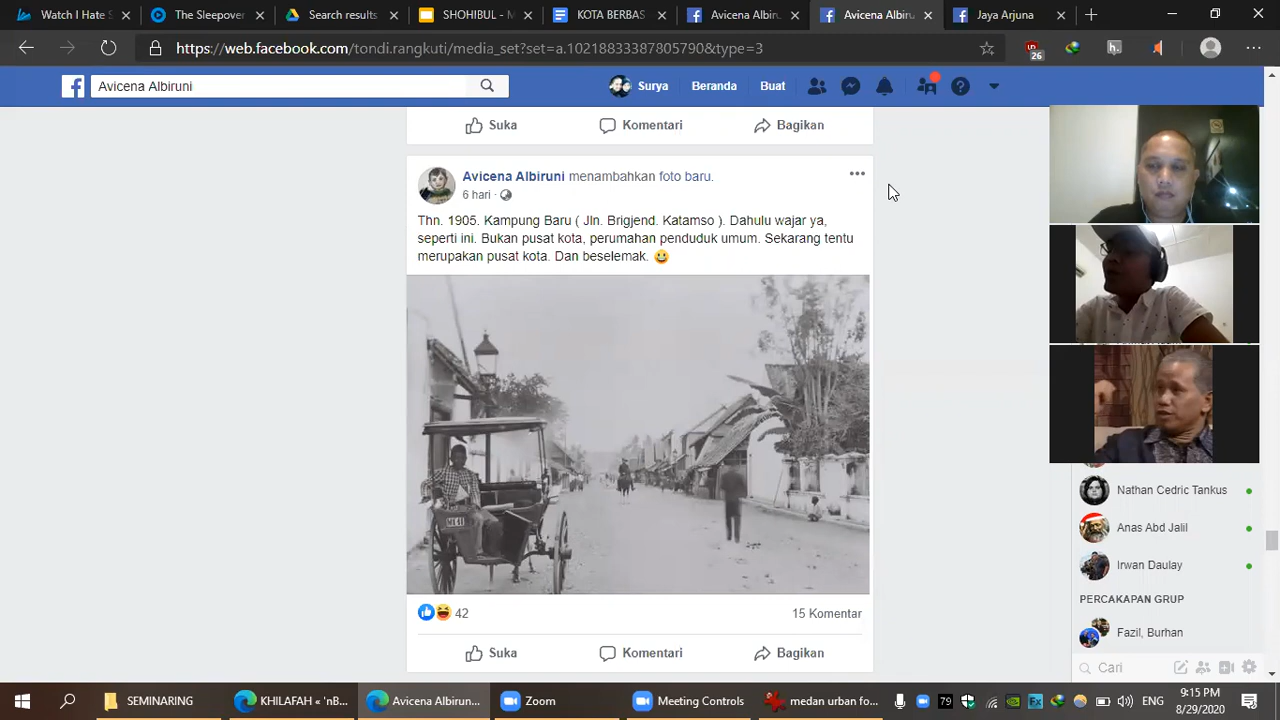 Watch I Hate S
The Sleepover
Search results
SHOHIBUL - M
KOTA BERBAS
Avicena Albiru
Avicena Albiru
Jaya Arjuna
https://web.facebook.com/tondi.rangkuti/media_set?set=a.10218833387805790&type=3
26
Avicena Albiruni
Surya
Beranda
Buat
Suka
Komentari
Bagikan
Avicena Albiruni menambahkan foto baru.
6 hari ·
Thn. 1905. Kampung Baru ( Jln. Brigjend. Katamso ). Dahulu wajar ya,
seperti ini. Bukan pusat kota, perumahan penduduk umum. Sekarang tentu
merupakan pusat kota. Dan beselemak.
42
15 Komentar
Suka
Komentari
Bagikan
Nathan Cedric Tankus
Anas Abd Jalil
Irwan Daulay
PERCAKAPAN GRUP
Fazil, Burhan
Cari
SEMINARING
KHILAFAH « 'nB...
Avicena Albirun...
Zoom
Meeting Controls
medan urban fo...
79
ENG
9:15 PM
8/29/2020